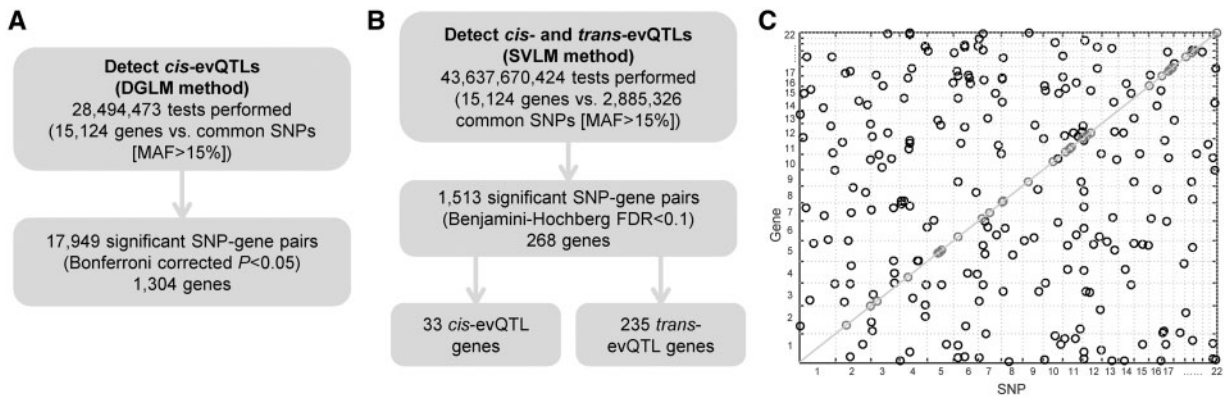 A
Detect cis-evQTLs
(DGLM method)
28,494,473 tests performed
(15,124 genes vs. common SNPs
[MAF>15%])
17,949 significant SNP-gene pairs
(Bonferroni corrected P<0.05)
1,304 genes
B
Detect cis- and trans-evQTLs
(SVLM method)
43,637,670,424 tests performed
(15,124 genes vs. 2,885,326
common SNPs [MAF>15%])
1,513 significant SNP-gene pairs
(Benjamini-Hochberg FDR<0.1)
268 genes
33 cis-evQTL
genes
235 trans-
evQTL genes
C
Gene
22
...
17
16
15
14
13
12
11
10
9
8
7
6
5
4
3
2
1
1 2 3 4 5 6 7 8 9 10 11 12 13 14 15 16 17 ...... 22
SNP